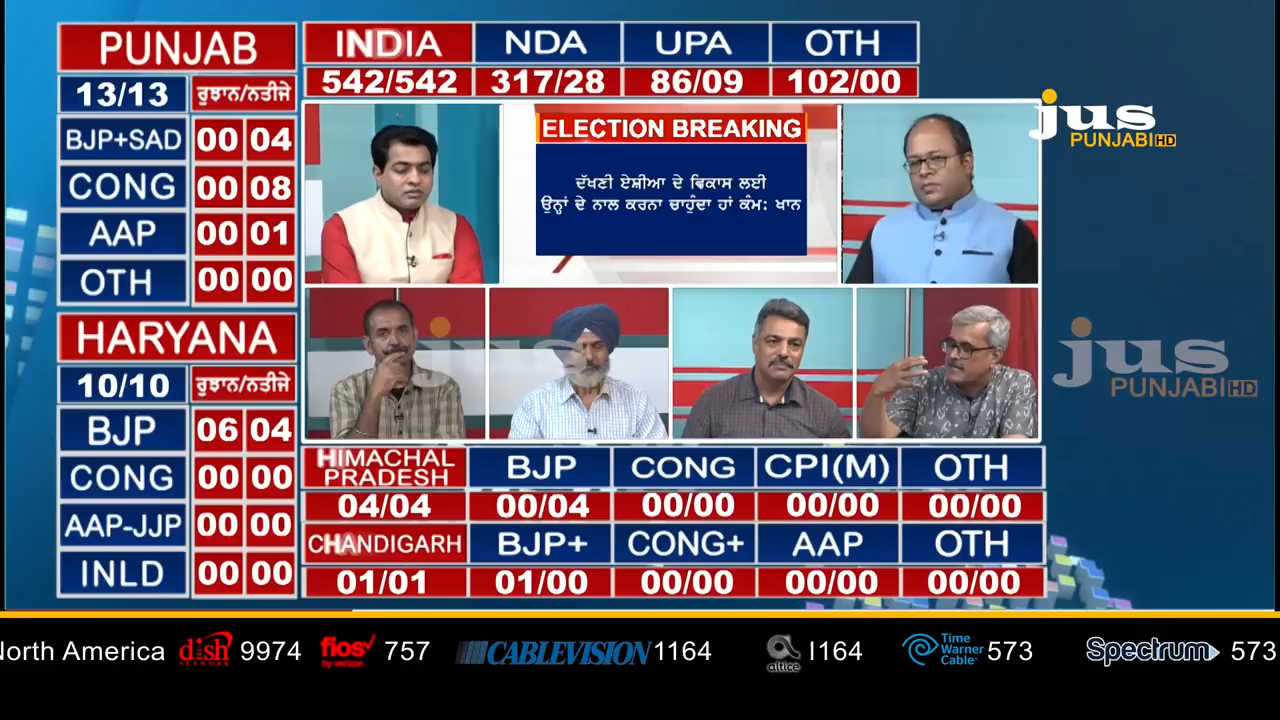 PUNJAB
13/13 ਰੁਝਾਨ/ਨਤੀਜੇ
BJP+SAD 00 04
CONG 00 08
AAP 00 01
OTH 00 00
HARYANA
10/10 ਰੁਝਾਨ/ਨਤੀਜੇ
BJP 06 04
CONG 00 00
AAP-JJP 00 00
INLD 00 00
INDIA NDA UPA OTH
542/542 317/28 86/09 102/00
jus
PUNJABI HD
ELECTION BREAKING
ਦੱਖਣੀ ਏਸ਼ੀਆ ਦੇ ਵਿਕਾਸ ਲਈ
ਉਨ੍ਹਾਂ ਦੇ ਨਾਲ ਕਰਨਾ ਚਾਹੁੰਦਾ ਹਾਂ ਕੰਮ: ਖਾਨ
jus
jus
PUNJABI HD
HIMACHAL PRADESH BJP CONG CPI(M) OTH
04/04 00/04 00/00 00/00 00/00
CHANDIGARH BJP+ CONG+ AAP OTH
01/01 01/00 00/00 00/00 00/00
North America dish NETWORK 9974 fios by verizon 757 CABLEVISION 1164 altice 1164 Time Warner Cable 573 Spectrum 573